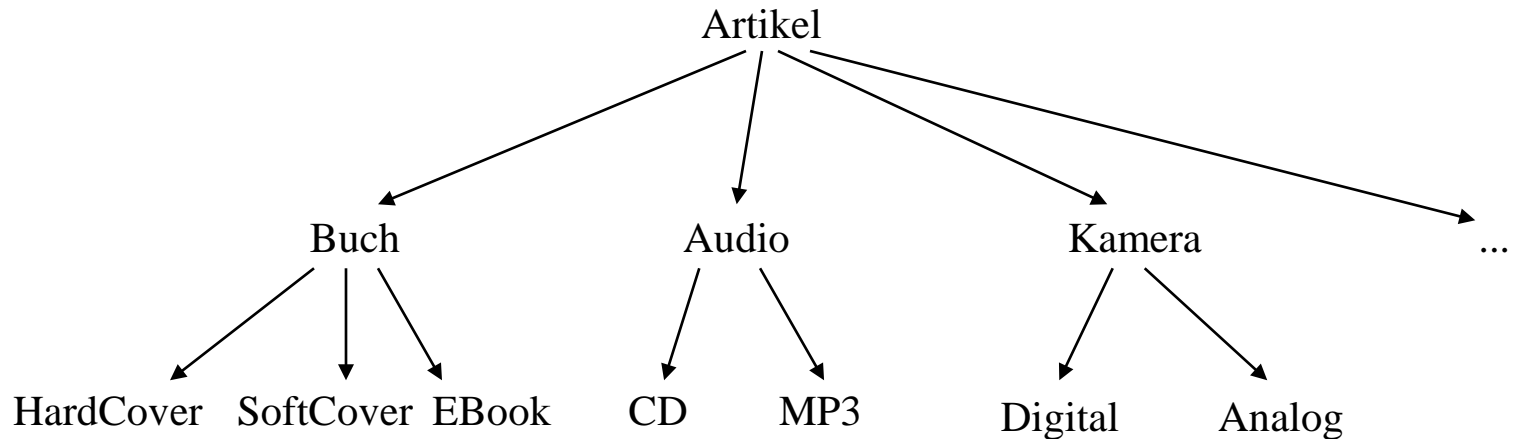 Artikel
Buch Audio Kamera ...
HardCover SoftCover EBook CD MP3 Digital Analog